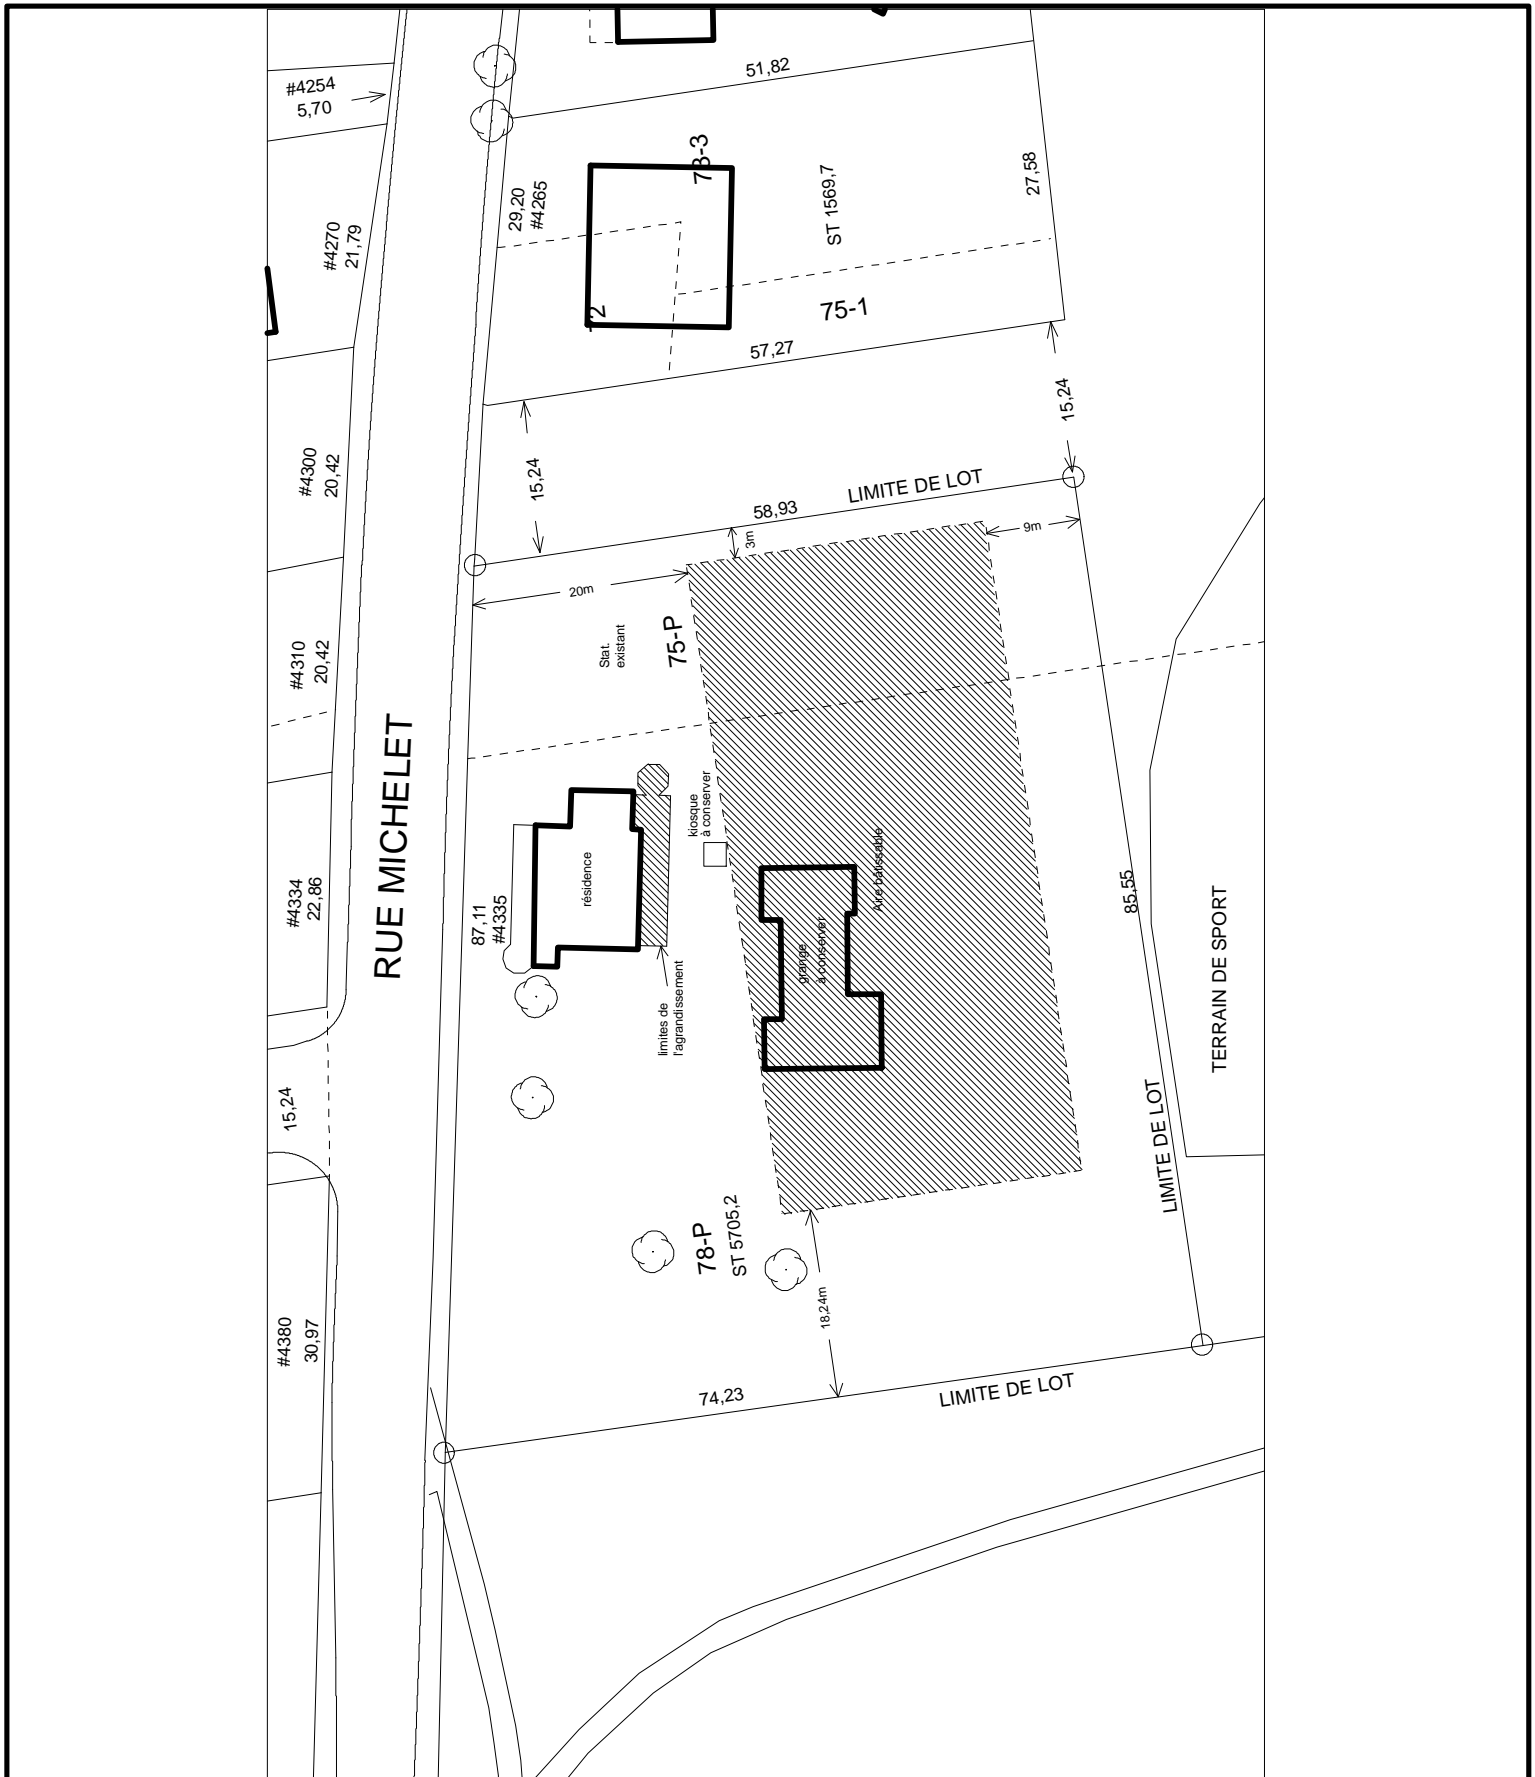 51,82
#4254
5,70
78-3
27,58
ST 1569,7
29,20
#4265
#4270
21,79
75-1
57,27
15,24
15,24
#4300
20,42
LIMITE DE LOT
58,93
3m
9m
20m
Stat.
existant
75-P
#4310
20,42
RUE MICHELET
kiosque
à conserver
résidence
Aire bâtissable
87,11
#4335
#4334
22,86
85,55
grange
à conserver
TERRAIN DE SPORT
limites de
l'agrandissement
15,24
LIMITE DE LOT
78-P
ST 5705,2
18,24m
#4380
30,97
74,23
LIMITE DE LOT